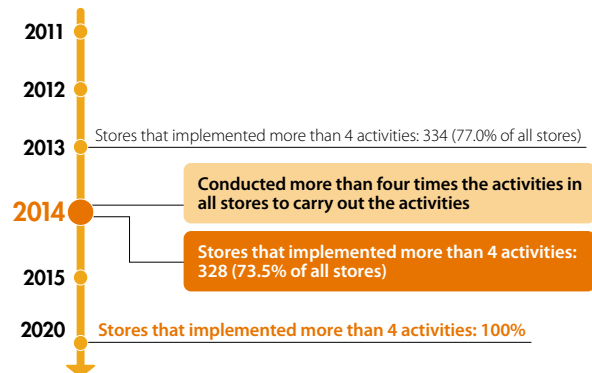 2011
2012
Stores that implemented more than 4 activities: 334 (77.0% of all stores)
2013
Conducted more than four times the activities in
all stores to carry out the activities
2014
Stores that implemented more than 4 activities:
328 (73.5% of all stores)
2015
2020
Stores that implemented more than 4 activities: 100%